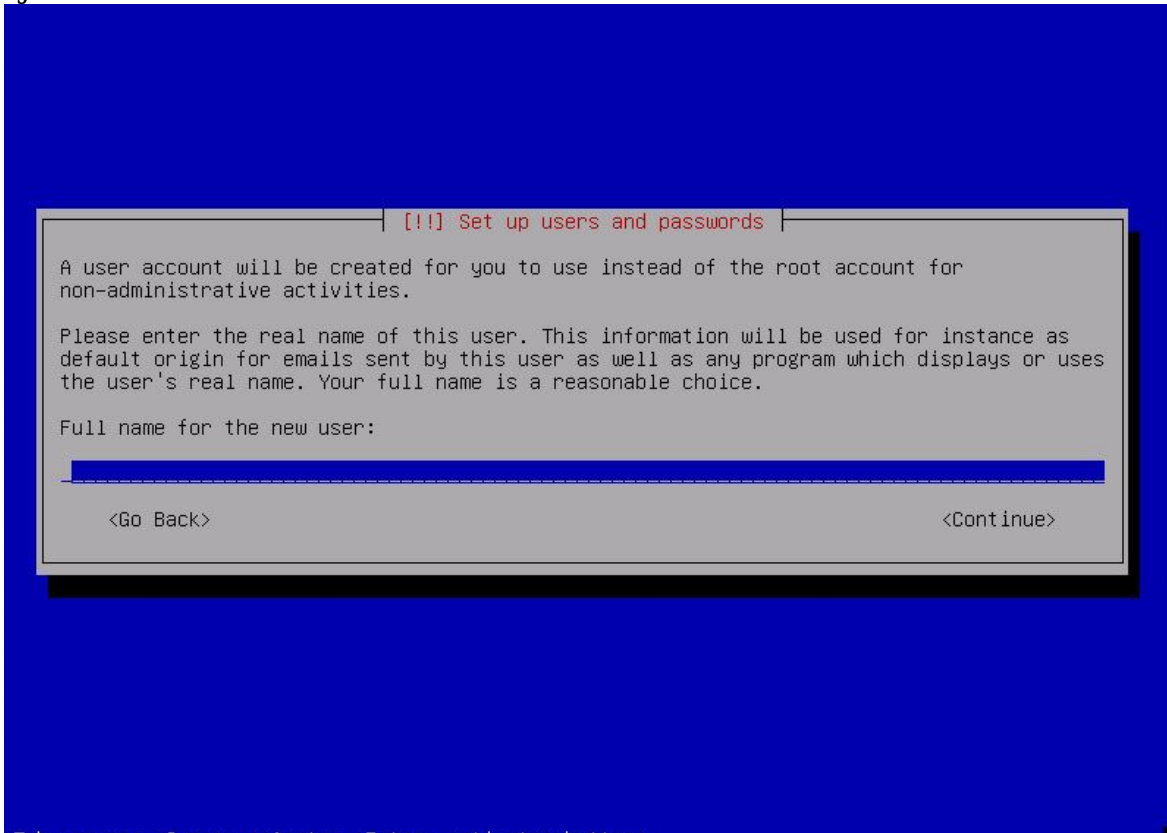 [!!] Set up users and passwords
A user account will be created for you to use instead of the root account for
non-administrative activities.
Please enter the real name of this user. This information will be used for instance as
default origin for emails sent by this user as well as any program which displays or uses
the user's real name. Your full name is a reasonable choice.
Full name for the new user:
<Go Back> <Continue>